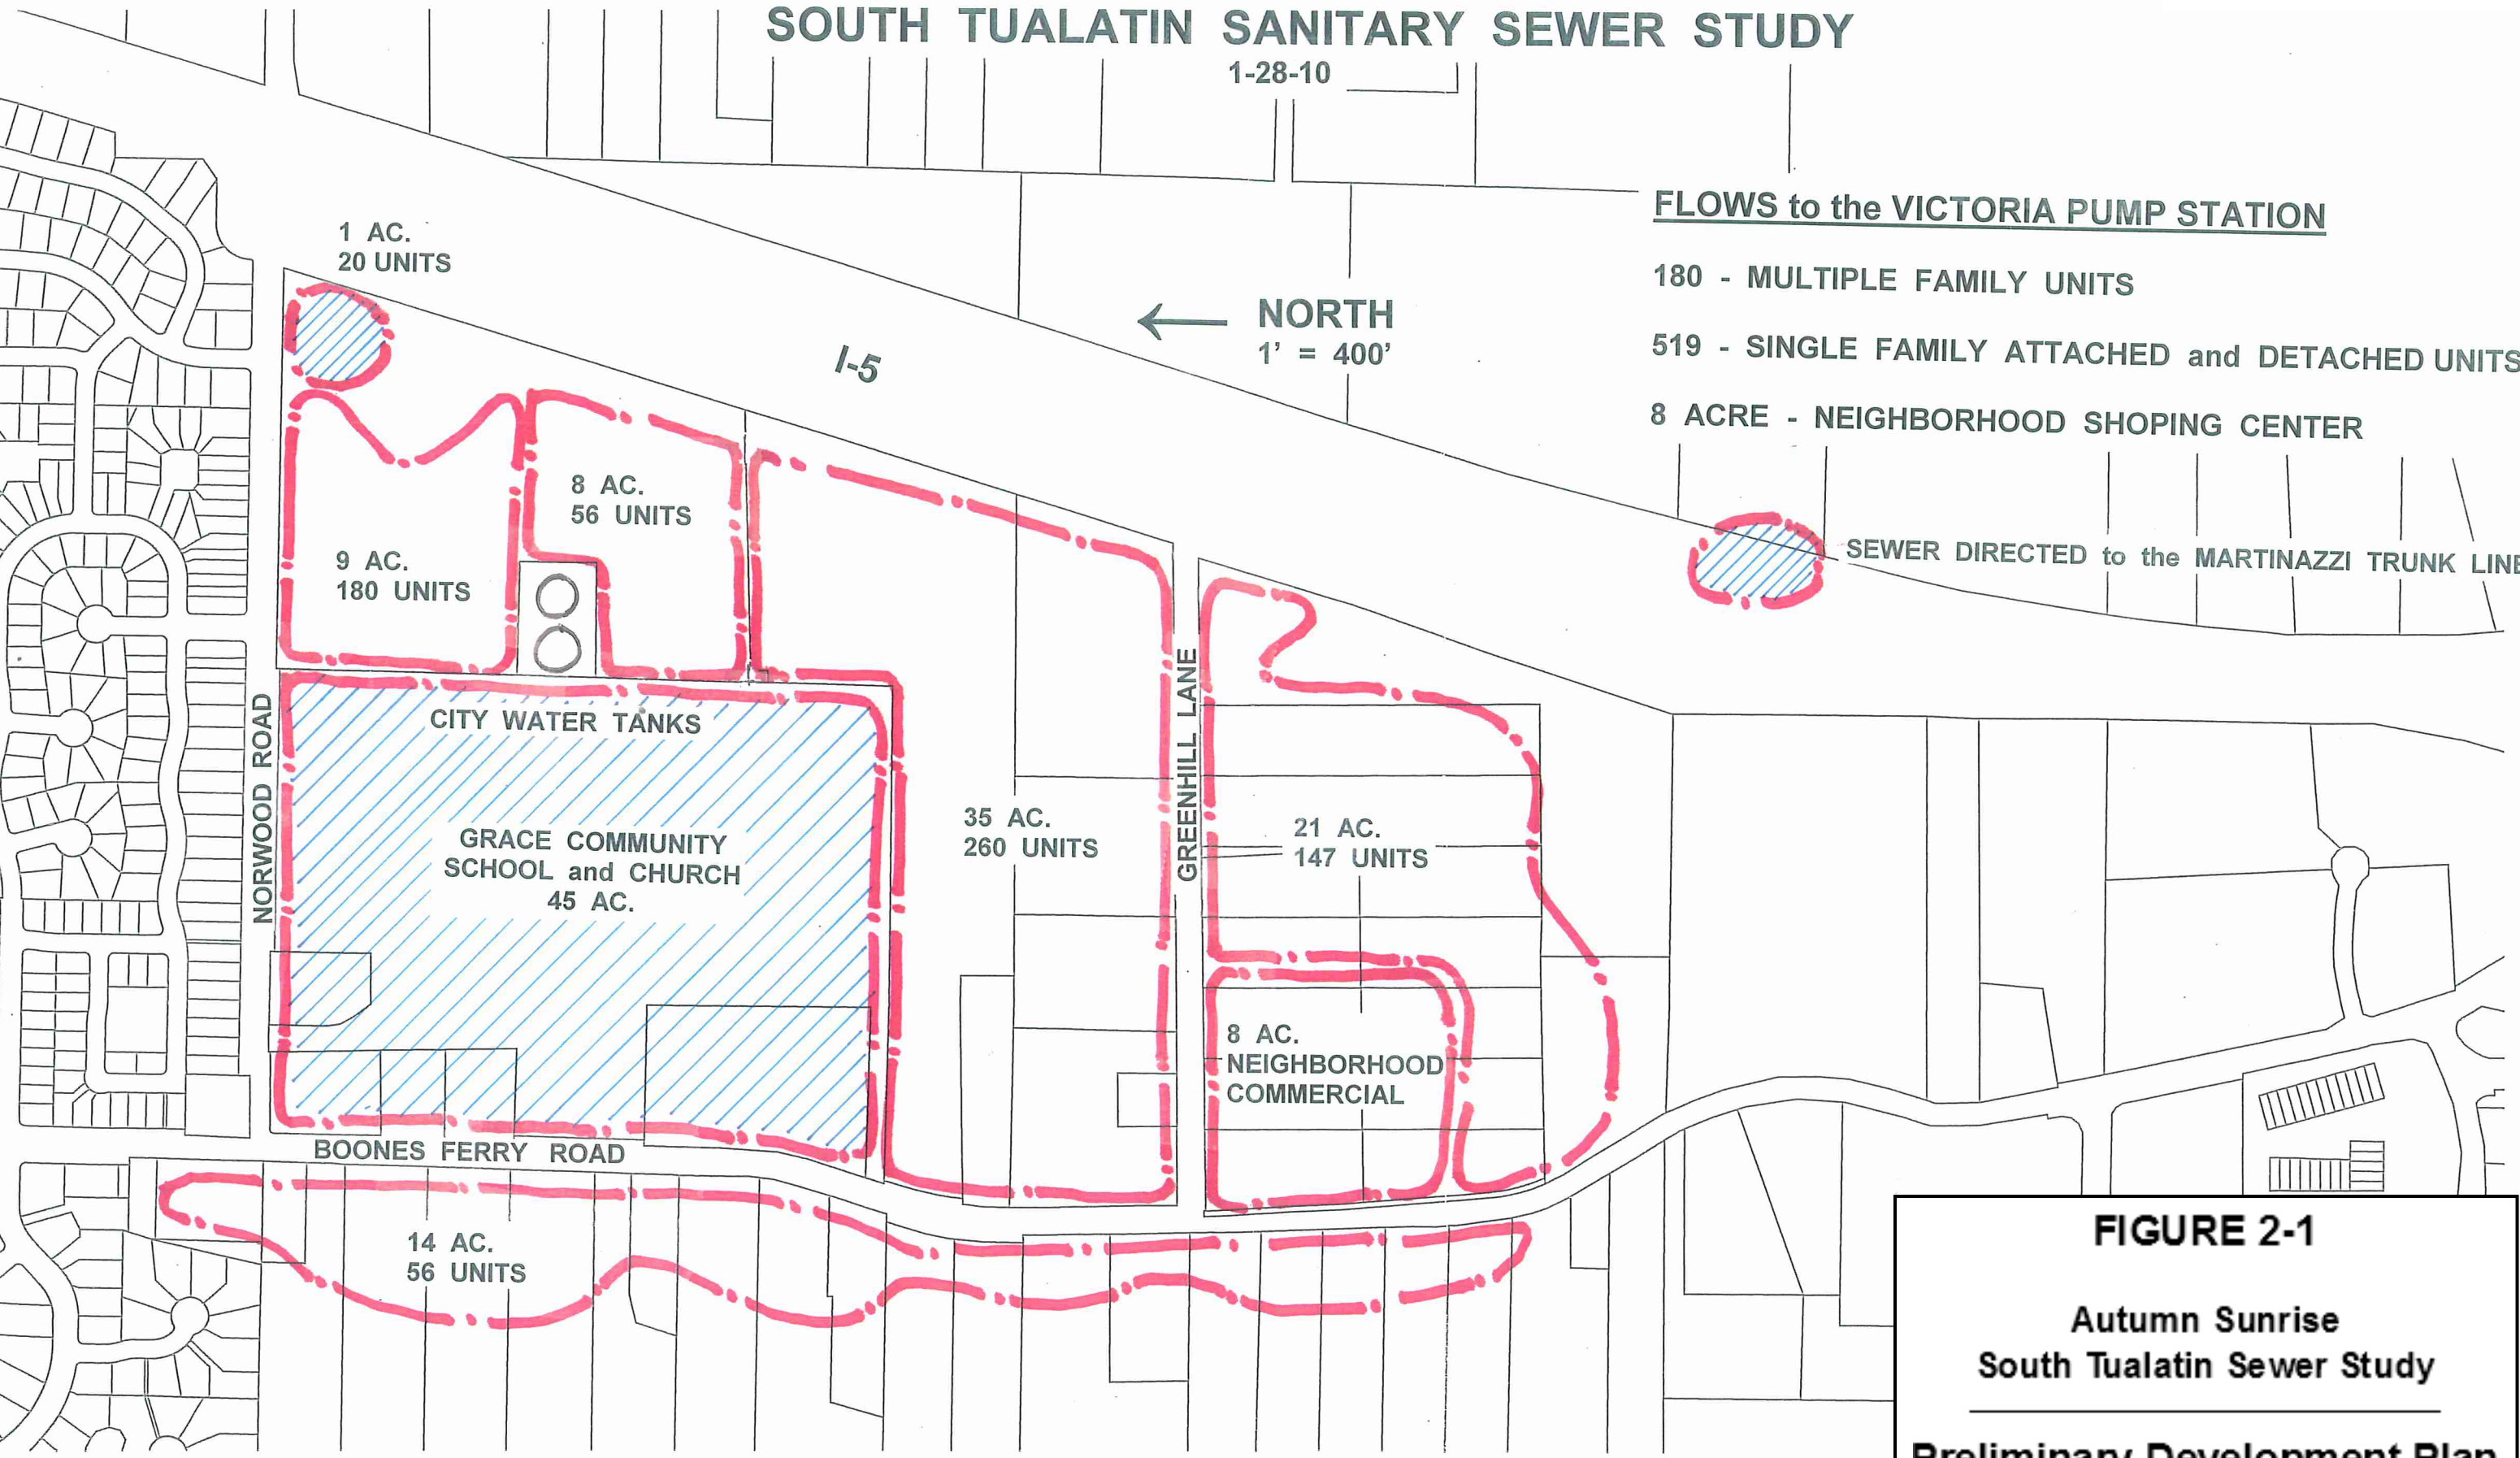 SOUTH TUALATIN SANITARY SEWER STUDY
1-28-10
FLOWS to the VICTORIA PUMP STATION
180 - MULTIPLE FAMILY UNITS
519 - SINGLE FAMILY ATTACHED and DETACHED UNITS
8 ACRE - NEIGHBORHOOD SHOPING CENTER
SEWER DIRECTED to the MARTINAZZI TRUNK LINE
1 AC.
20 UNITS
NORTH
1' = 400'
I-5
8 AC.
56 UNITS
9 AC.
180 UNITS
CITY WATER TANKS
NORWOOD ROAD
GRACE COMMUNITY
SCHOOL and CHURCH
45 AC.
35 AC.
260 UNITS
GREENHILL LANE
21 AC.
147 UNITS
8 AC.
NEIGHBORHOOD
COMMERCIAL
BOONES FERRY ROAD
14 AC.
56 UNITS
FIGURE 2-1
Autumn Sunrise
South Tualatin Sewer Study
Preliminary Development Plan